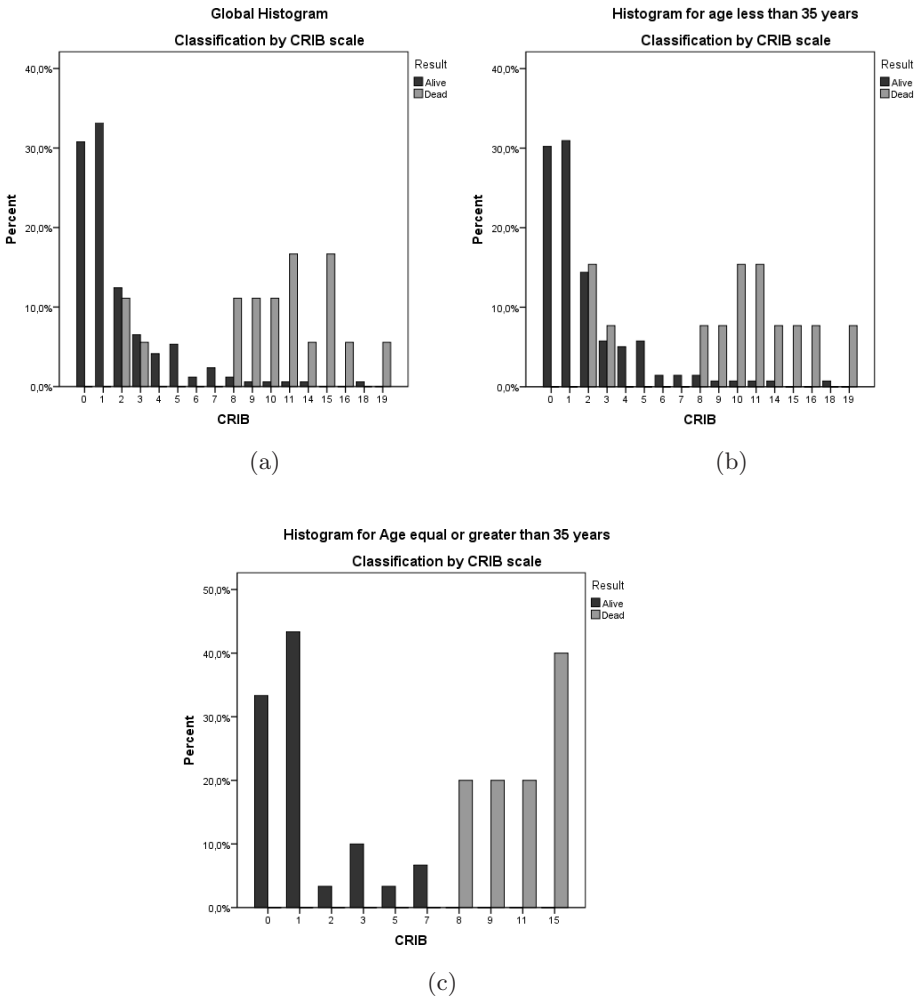 Global Histogram
Classification by CRIB scale
Result
Alive
Dead
40,0%
30,0%
20,0%
10,0%
0,0%
Percent
0 1 2 3 4 5 6 7 8 9 10 11 14 15 16 18 19
CRIB
(a)
Histogram for age less than 35 years
Classification by CRIB scale
Result
Alive
Dead
40,0%
30,0%
20,0%
10,0%
0,0%
Percent
0 1 2 3 4 5 6 7 8 9 10 11 14 15 16 18 19
CRIB
(b)
Histogram for Age equal or greater than 35 years
Classification by CRIB scale
Result
Alive
Dead
50,0%
40,0%
30,0%
20,0%
10,0%
0,0%
Percent
0 1 2 3 5 7 8 9 11 15
CRIB
(c)